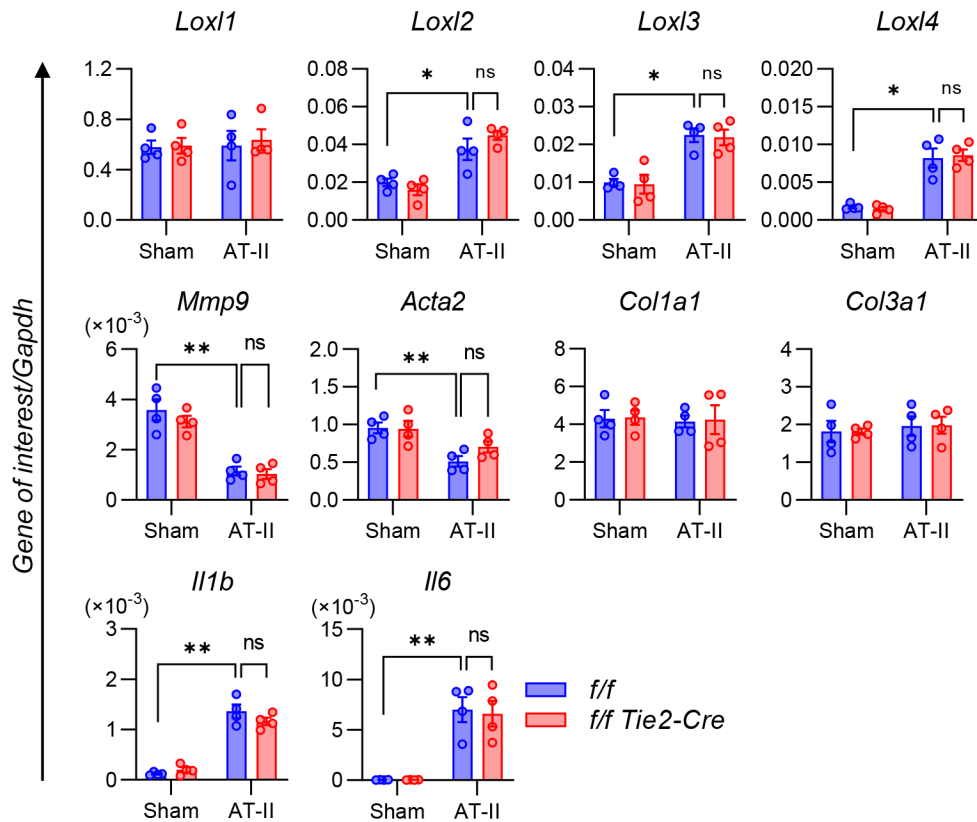 Loxl1 Loxl2 Loxl3 Loxl4
1.2 0.08 0.04 0.020
0.9 0.06 0.03 0.015
0.6 0.04 0.02 0.010
0.3 0.02 0.01 0.005
0.0 0.00 0.00 0.000
* ns * ns * ns
Sham AT-II Sham AT-II Sham AT-II Sham AT-II
Gene of interest/Gapdh
Mmp9 Acta2 Col1a1 Col3a1
(×10⁻³)
6 2.0 8 4
4 1.5 6 3
2 1.0 4 2
0 0.5 2 1
0.0 0 0
** ns ** ns
Sham AT-II Sham AT-II Sham AT-II Sham AT-II
Il1b Il6
(×10⁻³) (×10⁻³)
3 15
2 10
1 5
0 0
** ns ** ns
Sham AT-II Sham AT-II
f/f
f/f Tie2-Cre